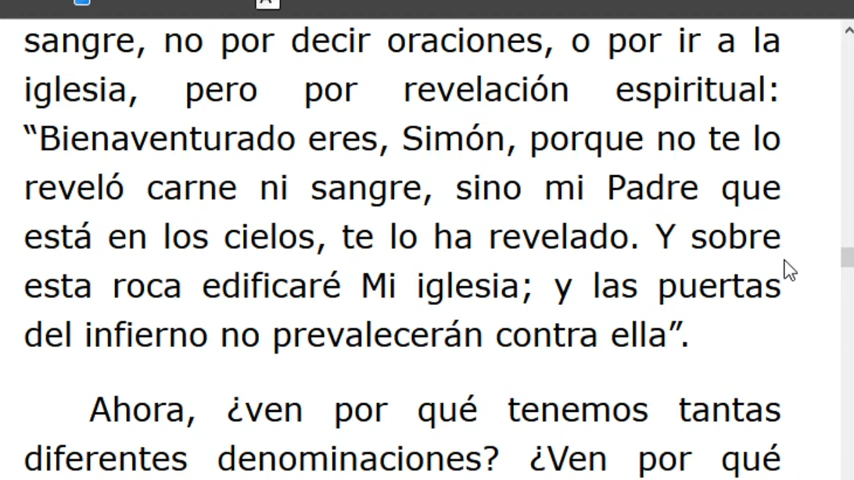 sangre, no por decir oraciones, o por ir a la
iglesia, pero por revelación espiritual:
“Bienaventurado eres, Simón, porque no te lo
reveló carne ni sangre, sino mi Padre que
está en los cielos, te lo ha revelado. Y sobre
esta roca edificaré Mi iglesia; y las puertas
del infierno no prevalecerán contra ella”.
Ahora, ¿ven por qué tenemos tantas
diferentes denominaciones? ¿Ven por qué